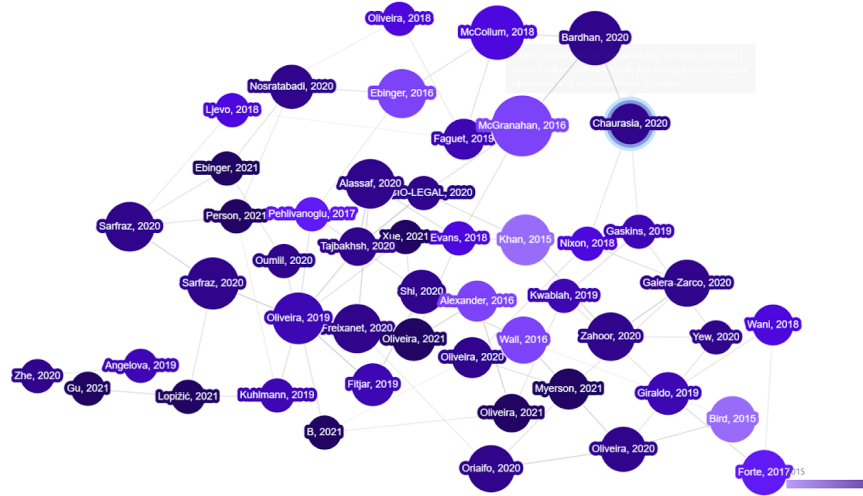 Oliveira, 2018
McCollum, 2019
Bardhan, 2020
Nosratabadi, 2020
Ebinger, 2016
Ljevo, 2018
McGranahan, 2016
Chaurasia, 2020
Faguet, 2019
Ebinger, 2021
Alassaf, 2020
IO-LEGAL, 2020
Sarfraz, 2020
Person, 2021
Pehlivanoglu, 2017
Tajbakhsh, 2020
Xue, 2021
Evans, 2018
Khan, 2015
Nixon, 2018
Gaskins, 2019
Oumlil, 2020
Sarfraz, 2020
Shi, 2020
Alexander, 2016
Kwabiah, 2019
Galera-Zarco, 2020
Oliveira, 2019
Freixanet, 2020
Oliveira, 2021
Wall, 2016
Zahoor, 2020
Yew, 2020
Wani, 2018
Oliveira, 2020
Zhe, 2020
Angelova, 2019
Gu, 2021
Lopižić, 2021
Kuhlmann, 2019
Fitjar, 2019
Myerson, 2021
Giraldo, 2019
Oliveira, 2021
Bird, 2015
B, 2021
Oriaifo, 2020
Oliveira, 2020
Forte, 2017
015